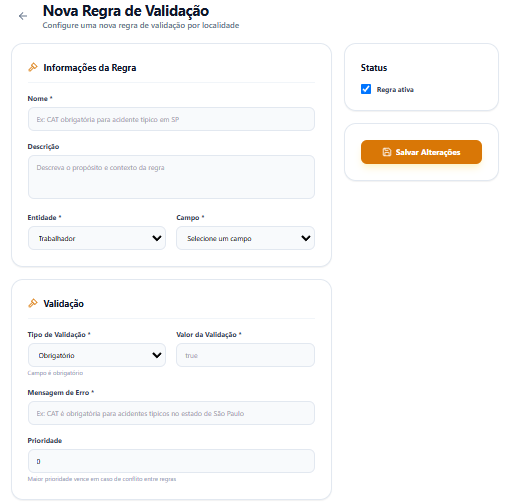 Nova Regra de Validação
Configure uma nova regra de validação por localidade
Informações da Regra
Nome *
Ex: CAT obrigatória para acidente típico em SP
Descrição
Descreva o propósito e contexto da regra
Entidade *
Campo *
Trabalhador
Selecione um campo
Validação
Tipo de Validação *
Valor da Validação *
Obrigatório
true
Campo é obrigatório
Mensagem de Erro *
Ex: CAT é obrigatória para acidentes típicos no estado de São Paulo
Prioridade
0
Maior prioridade vence em caso de conflito entre regras
Status
Regra ativa
Salvar Alterações